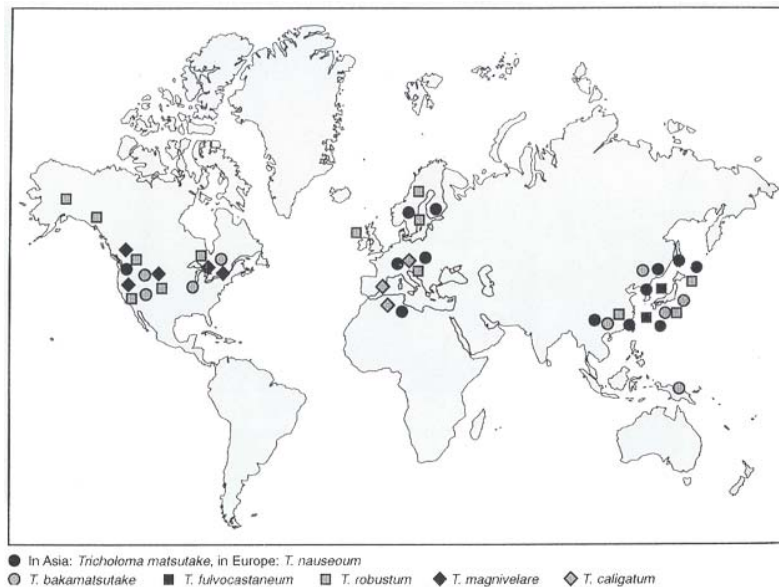 In Asia: Tricholoma matsutake, in Europe: T. nauseoum
T. bakamatsutake T. fulvocastaneum T. robustum T. magnivelare T. caligatum